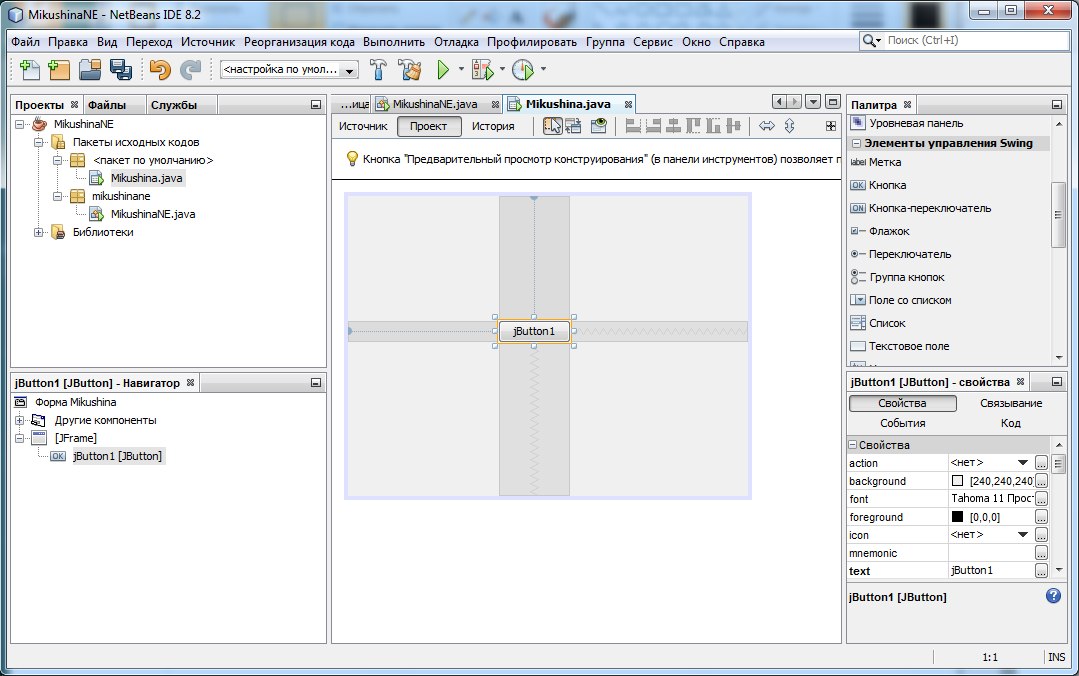 MikushinaNE - NetBeans IDE 8.2
Файл Правка Вид Переход Источник Реорганизация кода Выполнить Отладка Профилировать Группа Сервис Окно Справка
Поиск (Ctrl+I)
<настройка по умол...
Проекты Файлы Службы
MikushinaNE
Пакеты исходных кодов
<пакет по умолчанию>
Mikushina.java
mikushinane
MikushinaNE.java
Библиотеки
jButton1 [JButton] - Навигатор
Форма Mikushina
Другие компоненты
[JFrame]
OK jButton1 [JButton]
...ица MikushinaNE.java Mikushina.java
Источник Проект История
Кнопка "Предварительный просмотр конструирования" (в панели инструментов) позволяет п
jButton1
Палитра
Уровневая панель
Элементы управления Swing
label Метка
OK Кнопка
ON Кнопка-переключатель
Флажок
Переключатель
Группа кнопок
Поле со списком
Список
Текстовое поле
jButton1 [JButton] - свойства
Свойства Связывание
События Код
Свойства
action <нет> ...
background [240,240,240] ...
font Tahoma 11 Прос ...
foreground [0,0,0] ...
icon <нет> ...
mnemonic ...
text jButton1 ...
jButton1 [JButton]
1:1 INS